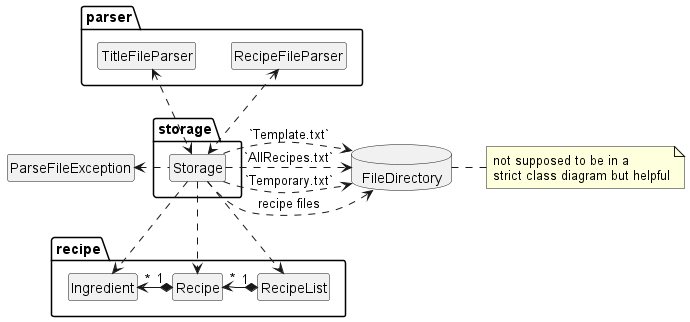 parser
TitleFileParser
RecipeFileParser
storage
`Template.txt`
`AllRecipes.txt`
ParseFileException
Storage
`Temporary.txt`
FileDirectory
not supposed to be in a
strict class diagram but helpful
recipe files
recipe
* 1
* 1
Ingredient
Recipe
RecipeList